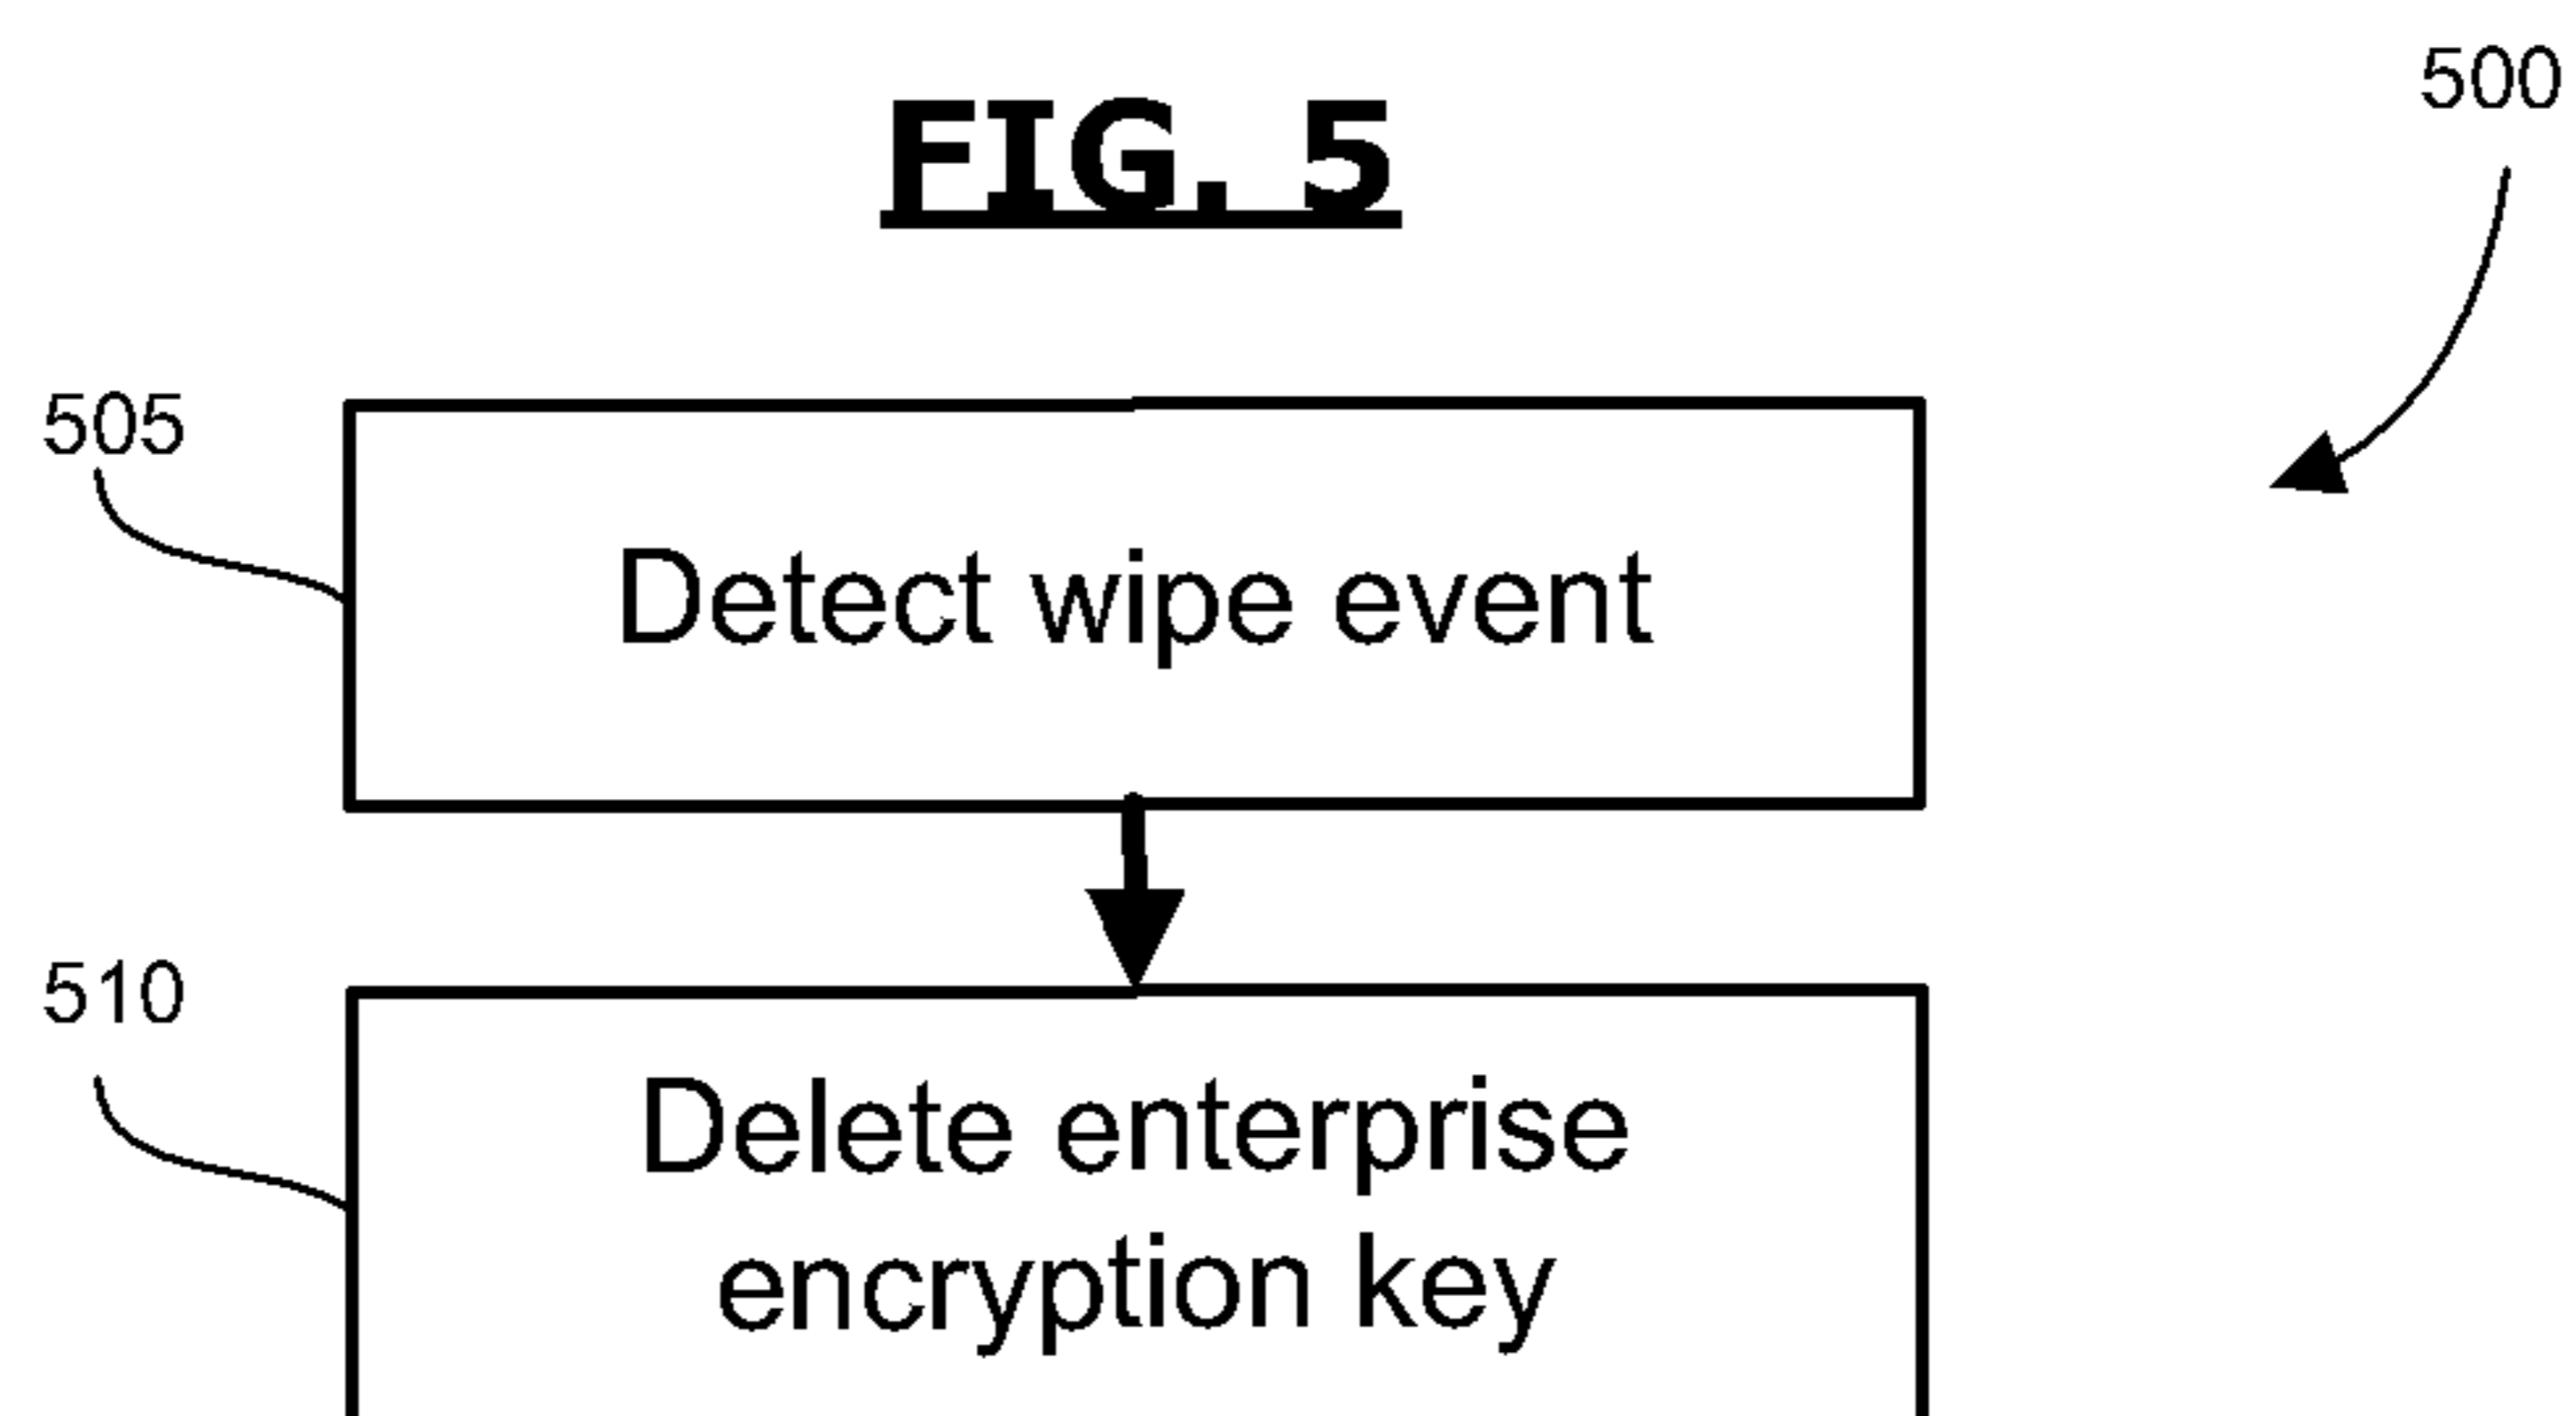 FIG. 5
500
505
Detect wipe event
510
Delete enterprise
encryption key